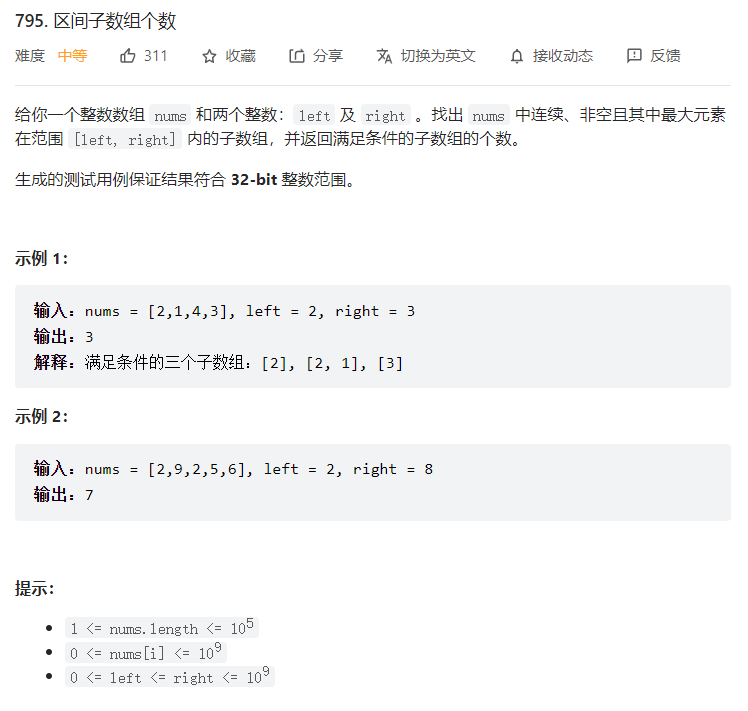 795. 区间子数组个数
难度 中等 311 收藏 分享 切换为英文 接收动态 反馈
给你一个整数数组 nums 和两个整数：left 及 right 。找出 nums 中连续、非空且其中最大元素
在范围 [left, right] 内的子数组，并返回满足条件的子数组的个数。
生成的测试用例保证结果符合 32-bit 整数范围。
示例 1：
输入：nums = [2,1,4,3], left = 2, right = 3
输出：3
解释：满足条件的三个子数组：[2], [2, 1], [3]
示例 2：
输入：nums = [2,9,2,5,6], left = 2, right = 8
输出：7
提示：
• 1 <= nums.length <= 10⁵
• 0 <= nums[i] <= 10⁹
• 0 <= left <= right <= 10⁹